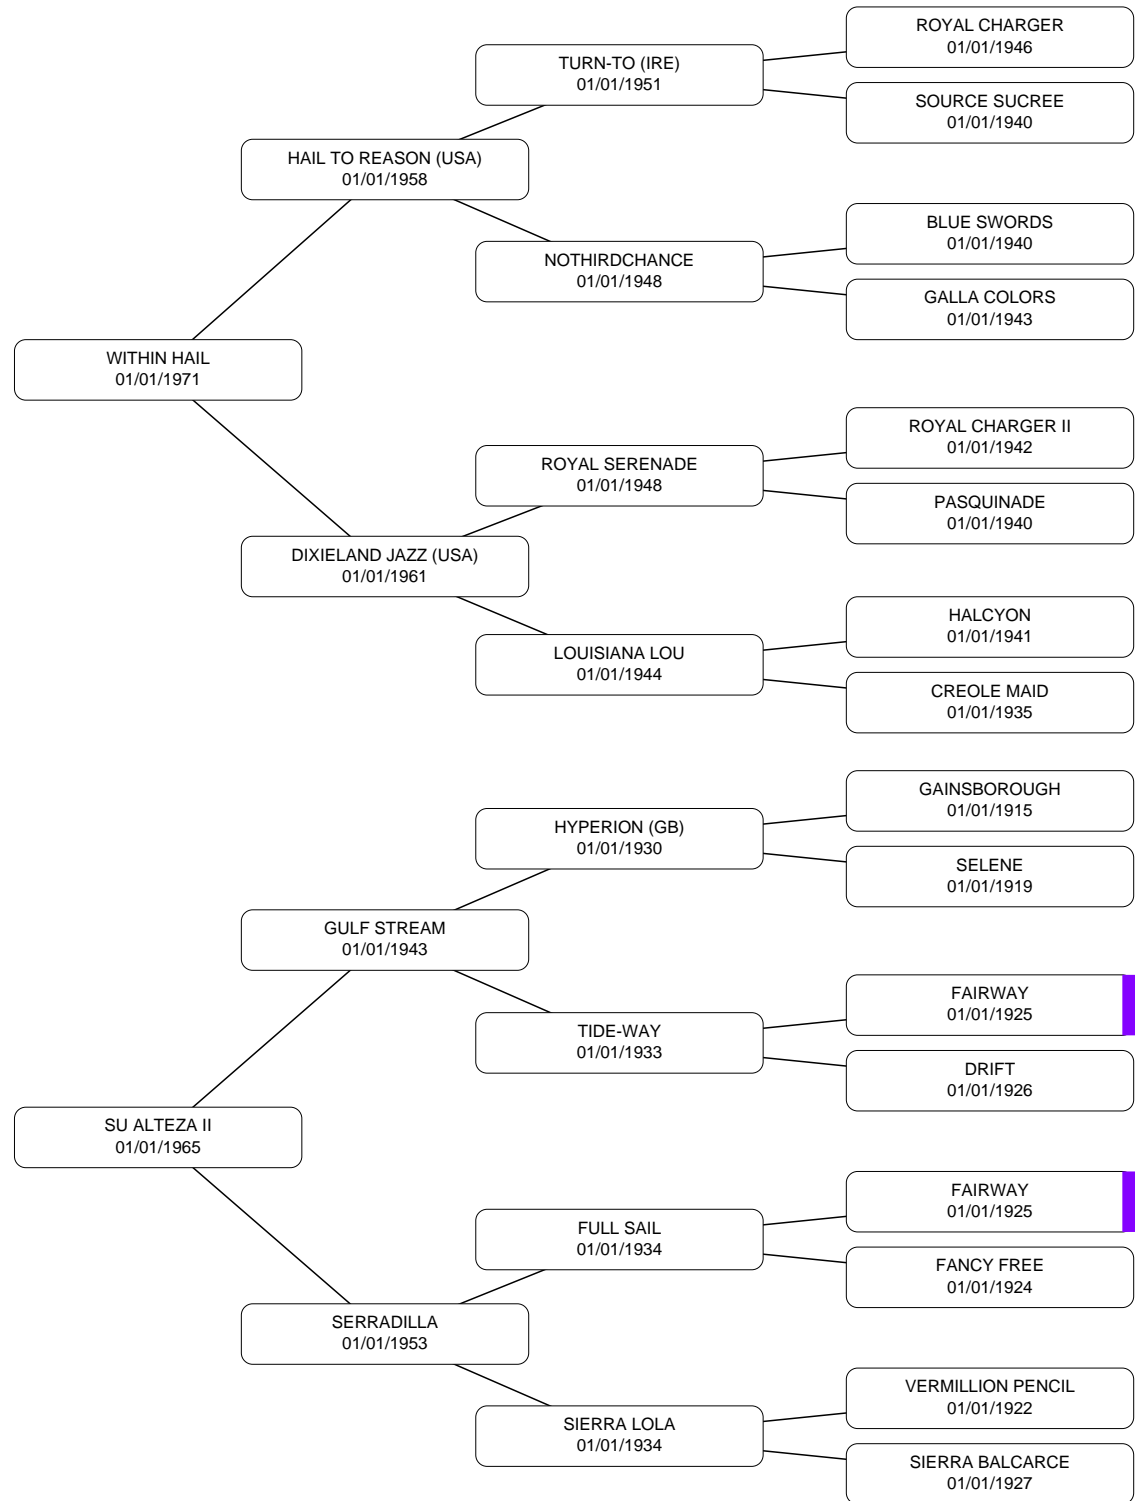 ROYAL CHARGER
01/01/1946
TURN-TO (IRE)
01/01/1951
SOURCE SUCREE
01/01/1940
HAIL TO REASON (USA)
01/01/1958
BLUE SWORDS
01/01/1940
NOTHIRDCHANCE
01/01/1948
GALLA COLORS
01/01/1943
WITHIN HAIL
01/01/1971
ROYAL CHARGER II
01/01/1942
ROYAL SERENADE
01/01/1948
PASQUINADE
01/01/1940
DIXIELAND JAZZ (USA)
01/01/1961
HALCYON
01/01/1941
LOUISIANA LOU
01/01/1944
CREOLE MAID
01/01/1935
GAINSBOROUGH
01/01/1915
HYPERION (GB)
01/01/1930
SELENE
01/01/1919
GULF STREAM
01/01/1943
FAIRWAY
01/01/1925
TIDE-WAY
01/01/1933
DRIFT
01/01/1926
SU ALTEZA II
01/01/1965
FAIRWAY
01/01/1925
FULL SAIL
01/01/1934
FANCY FREE
01/01/1924
SERRADILLA
01/01/1953
VERMILLION PENCIL
01/01/1922
SIERRA LOLA
01/01/1934
SIERRA BALCARCE
01/01/1927